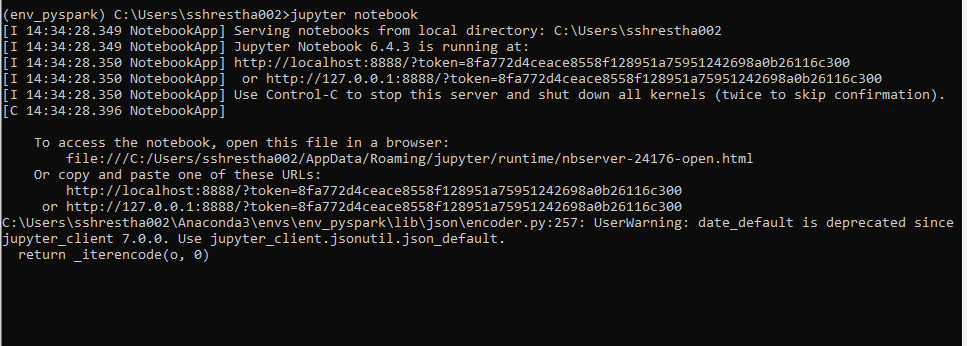 (env_pyspark) C:\Users\sshrestha002>jupyter notebook
[I 14:34:28.349 NotebookApp] Serving notebooks from local directory: C:\Users\sshrestha002
[I 14:34:28.349 NotebookApp] Jupyter Notebook 6.4.3 is running at:
[I 14:34:28.350 NotebookApp] http://localhost:8888/?token=8fa772d4ceace8558f128951a75951242698a0b26116c300
[I 14:34:28.350 NotebookApp]  or http://127.0.0.1:8888/?token=8fa772d4ceace8558f128951a75951242698a0b26116c300
[I 14:34:28.350 NotebookApp] Use Control-C to stop this server and shut down all kernels (twice to skip confirmation).
[C 14:34:28.396 NotebookApp]
To access the notebook, open this file in a browser:
file:///C:/Users/sshrestha002/AppData/Roaming/jupyter/runtime/nbserver-24176-open.html
Or copy and paste one of these URLs:
http://localhost:8888/?token=8fa772d4ceace8558f128951a75951242698a0b26116c300
or http://127.0.0.1:8888/?token=8fa772d4ceace8558f128951a75951242698a0b26116c300
C:\Users\sshrestha002\Anaconda3\envs\env_pyspark\lib\json\encoder.py:257: UserWarning: date_default is deprecated since
jupyter_client 7.0.0. Use jupyter_client.jsonutil.json_default.
return _iterencode(o, 0)